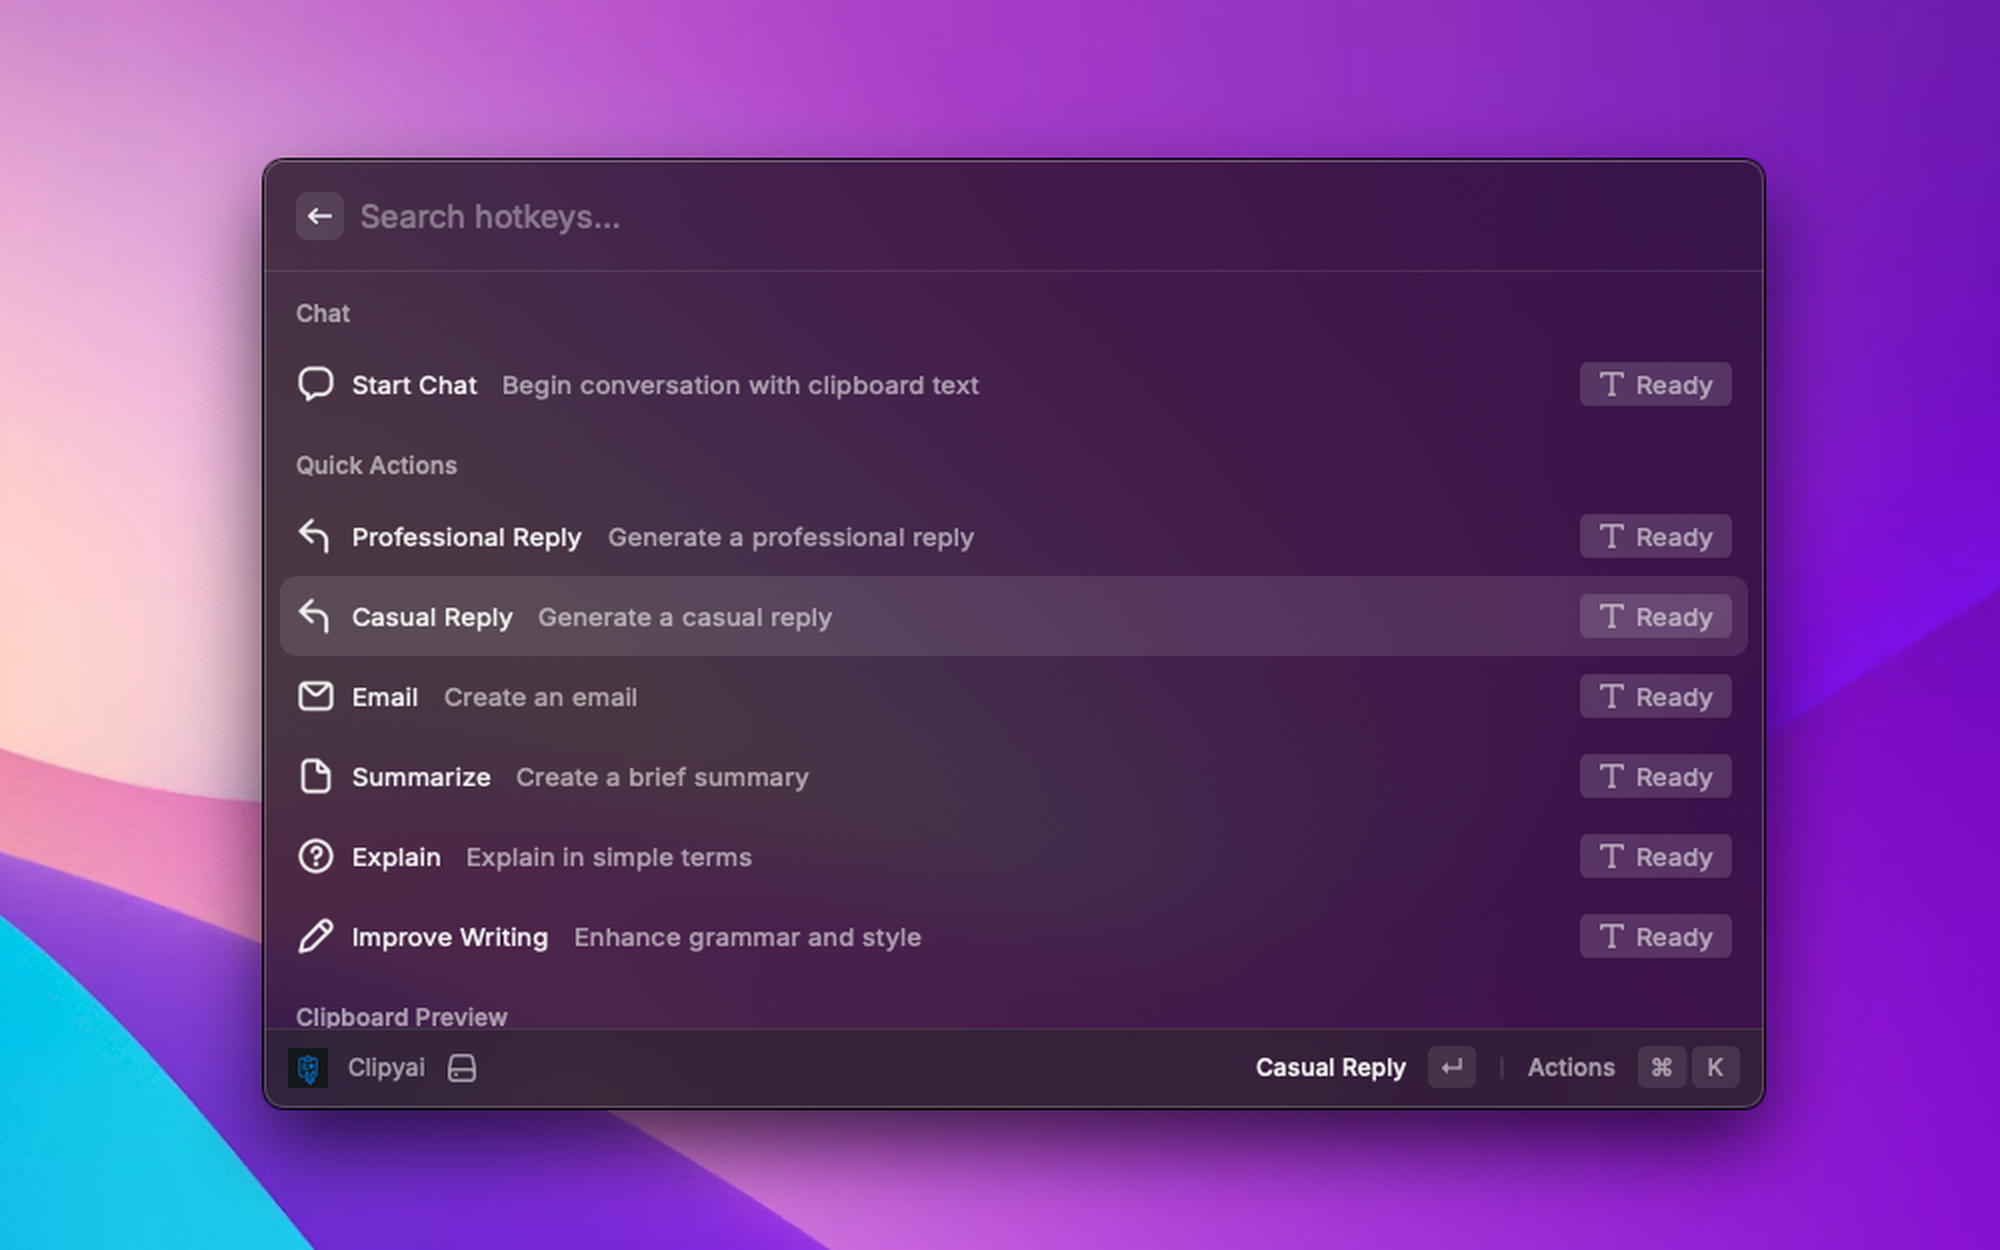 Search hotkeys...
Chat
Start Chat Begin conversation with clipboard text T Ready
Quick Actions
Professional Reply Generate a professional reply T Ready
Casual Reply Generate a casual reply T Ready
Email Create an email T Ready
Summarize Create a brief summary T Ready
Explain Explain in simple terms T Ready
Improve Writing Enhance grammar and style T Ready
Clipboard Preview
Clipyai Casual Reply ↵ Actions ⌘ K